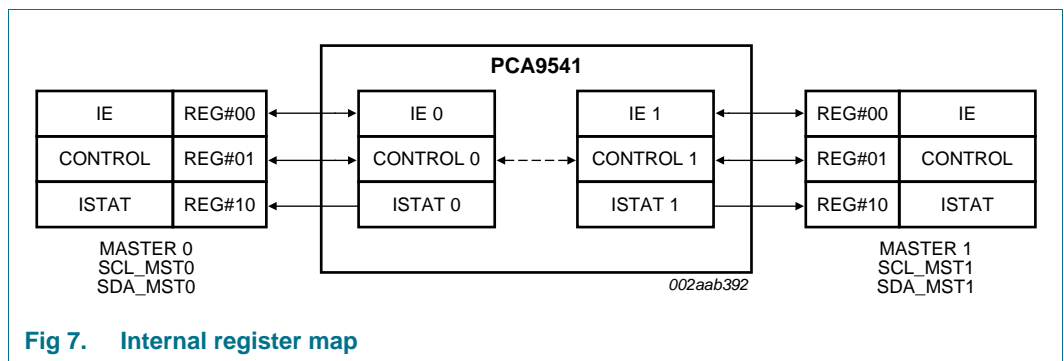 PCA9541
IE REG#00 IE 0 IE 1 REG#00 IE
CONTROL REG#01 CONTROL 0 CONTROL 1 REG#01 CONTROL
ISTAT REG#10 ISTAT 0 ISTAT 1 REG#10 ISTAT
MASTER 0 MASTER 1
SCL_MST0 SCL_MST1
SDA_MST0 SDA_MST1
002aab392
Fig 7. Internal register map